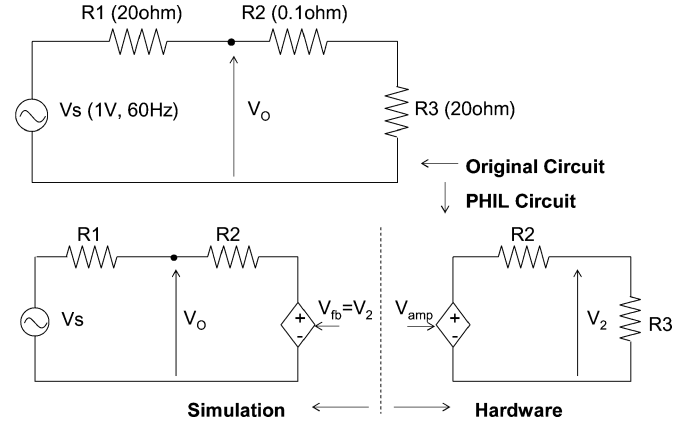 R1 (20ohm)
R2 (0.1ohm)
Vs (1V, 60Hz)
VO
R3 (20ohm)
Original Circuit
PHIL Circuit
R1
R2
R2
Vs
VO
Vfb=V2
Vamp
V2
R3
+
-
+
-
Simulation
Hardware